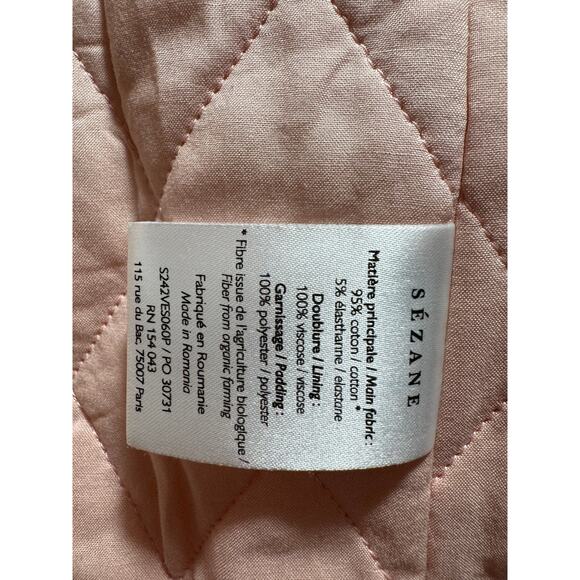 SÉZANE
Matière principale / Main fabric :
95% coton / cotton *
5% élasthanne / elastane
Doublure / Lining :
100% viscose / viscose
Garnissage / Padding :
100% polyester / polyester
* Fibre issue de l'agriculture biologique /
Fiber from organic farming
Fabriqué en Roumanie
Made in Romania
S242VES060P / PO 30731
RN 154 043
115 rue du Bac, 75007 Paris